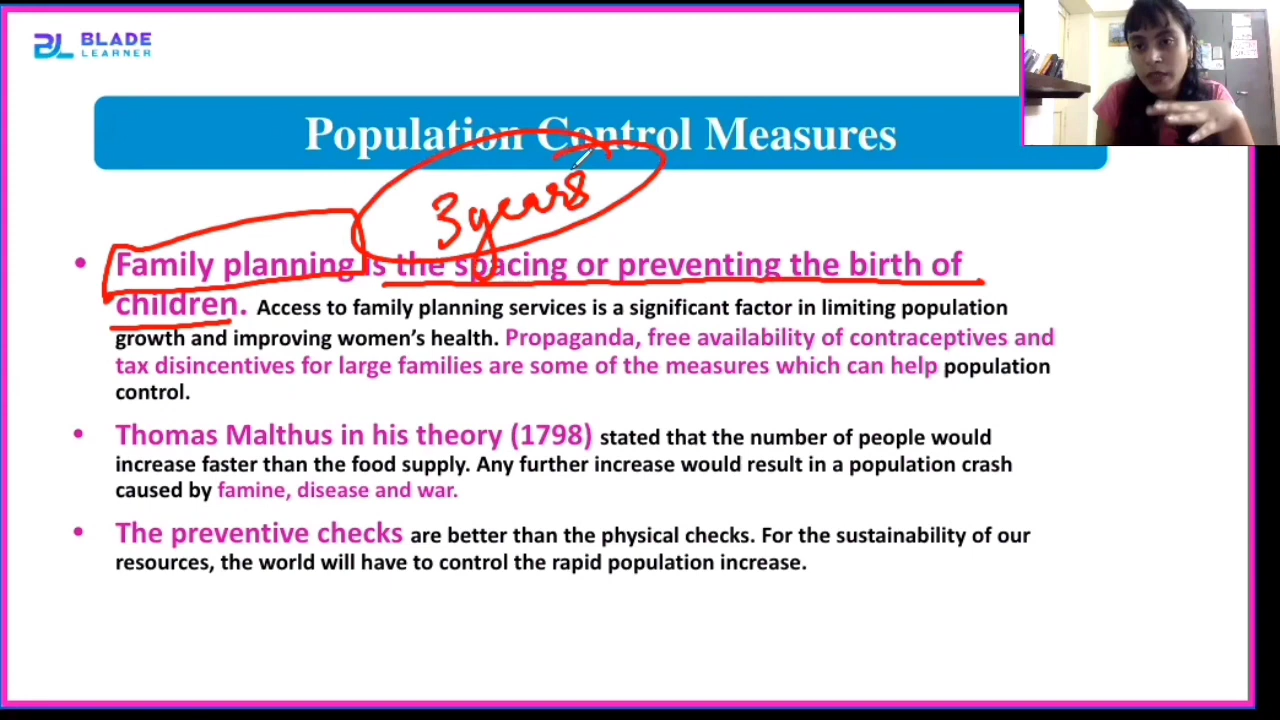 BLADE
LEARNER
Population Control Measures
3 years
• Family planning is the spacing or preventing the birth of
children. Access to family planning services is a significant factor in limiting population
growth and improving women's health. Propaganda, free availability of contraceptives and
tax disincentives for large families are some of the measures which can help population
control.
• Thomas Malthus in his theory (1798) stated that the number of people would
increase faster than the food supply. Any further increase would result in a population crash
caused by famine, disease and war.
• The preventive checks are better than the physical checks. For the sustainability of our
resources, the world will have to control the rapid population increase.